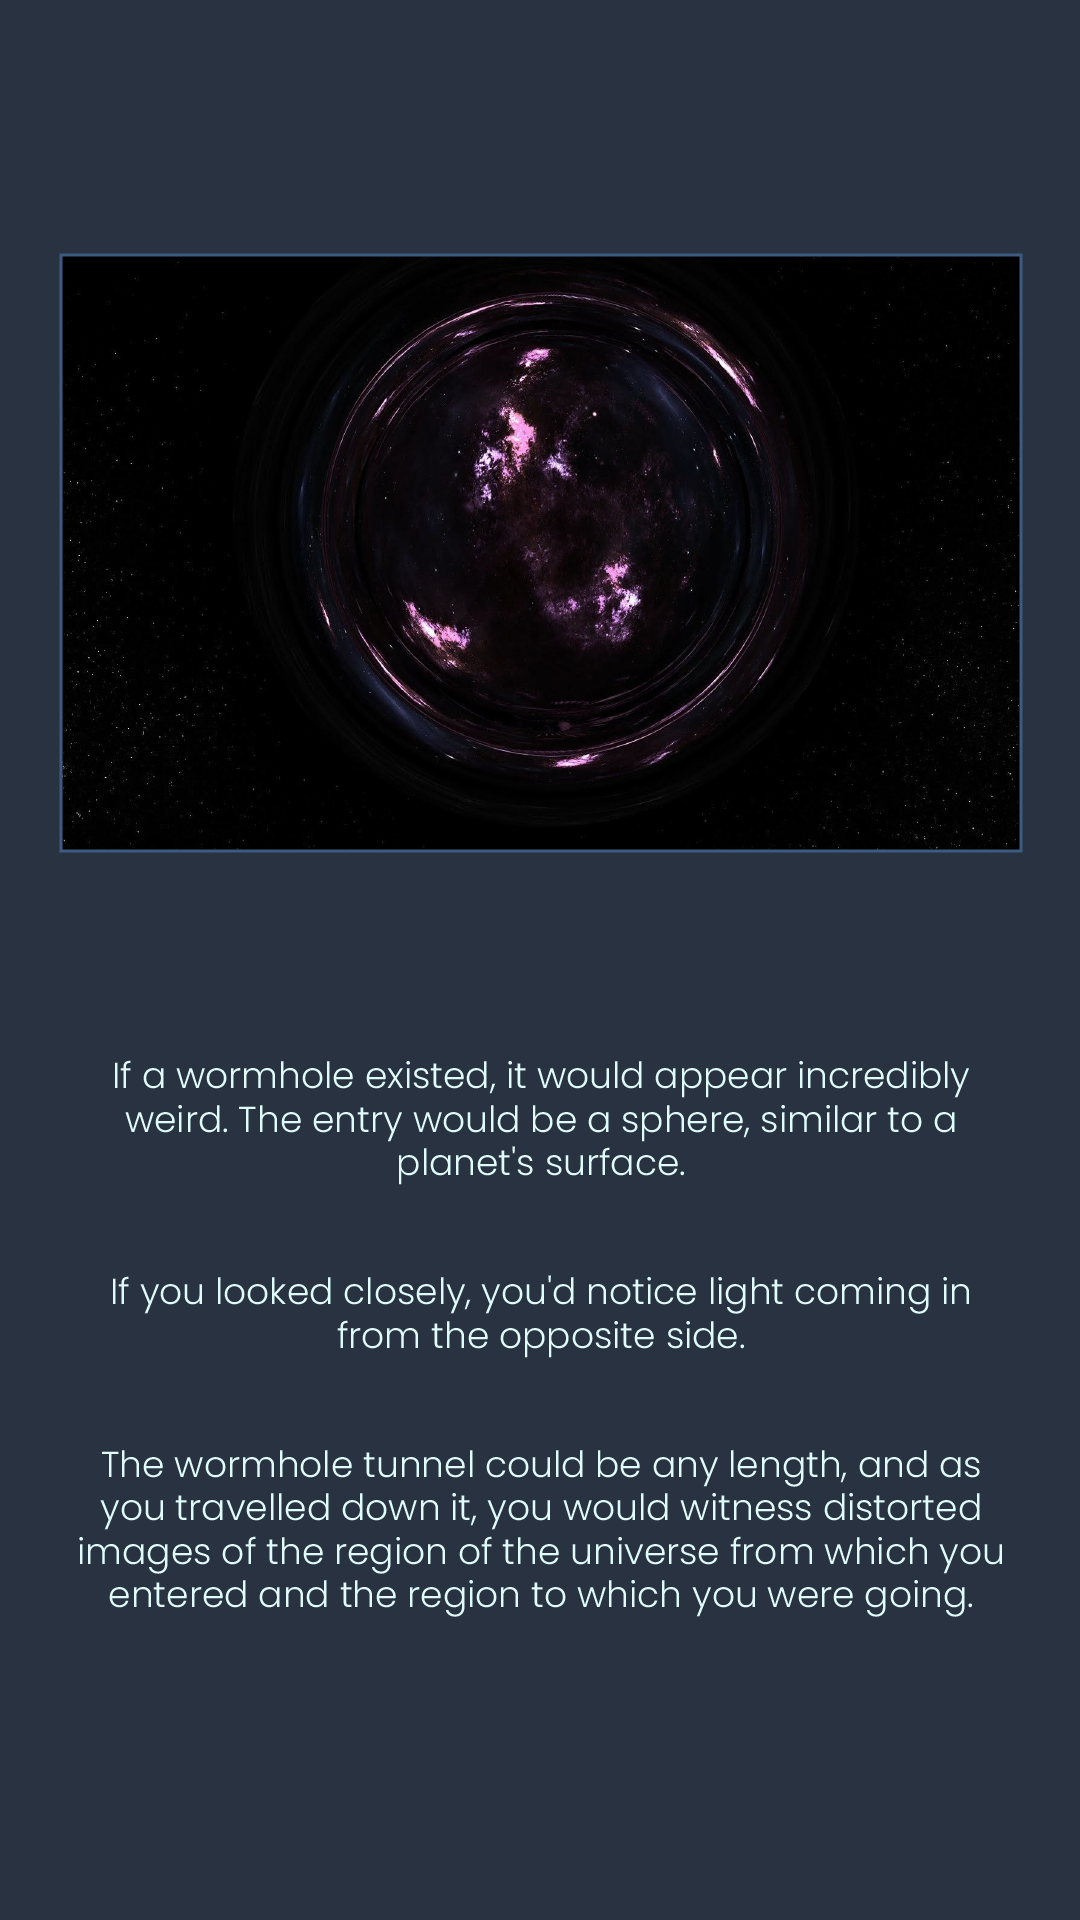 If a wormhole existed, it would appear incredibly
weird. The entry would be a sphere, similar to a
planet's surface.
If you looked closely, you'd notice light coming in
from the opposite side.
The wormhole tunnel could be any length, and as
you travelled down it, you would witness distorted
images of the region of the universe from which you
entered and the region to which you were going.